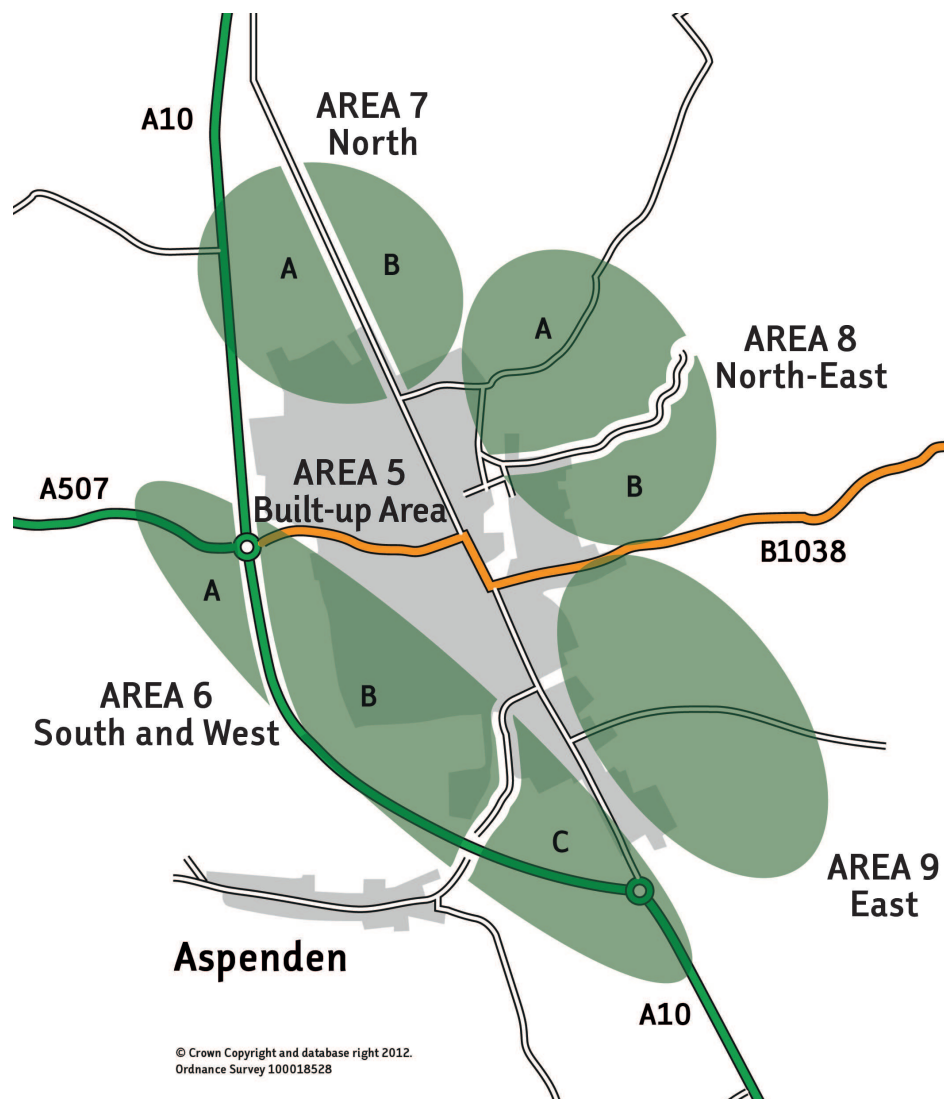 AREA 7
North
A10
A
B
A
AREA 8
North-East
A507
AREA 5
Built-up Area
B
B1038
A
AREA 6
South and West
B
C
AREA 9
East
Aspenden
A10
© Crown Copyright and database right 2012.
Ordnance Survey 100018528